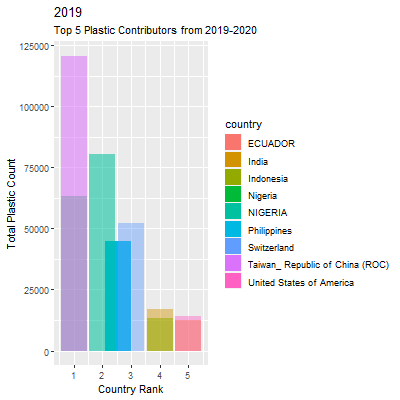 2019
Top 5 Plastic Contributors from 2019-2020
125000
100000
75000
50000
25000
0
Total Plastic Count
1 2 3 4 5
Country Rank
country
ECUADOR
India
Indonesia
Nigeria
NIGERIA
Philippines
Switzerland
Taiwan_ Republic of China (ROC)
United States of America